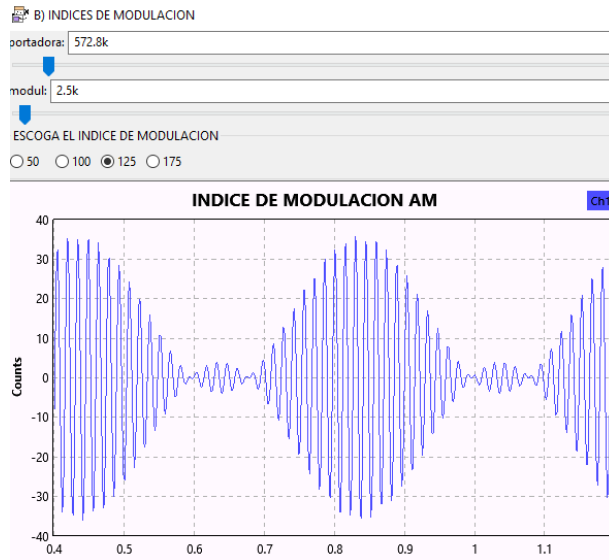 B) INDICES DE MODULACION
portadora: 572.8k
modul: 2.5k
ESCOGA EL INDICE DE MODULACION
50 100 125 175
INDICE DE MODULACION AM
Ch1
40
30
20
10
0
-10
-20
-30
-40
Counts
0.4 0.5 0.6 0.7 0.8 0.9 1 1.1